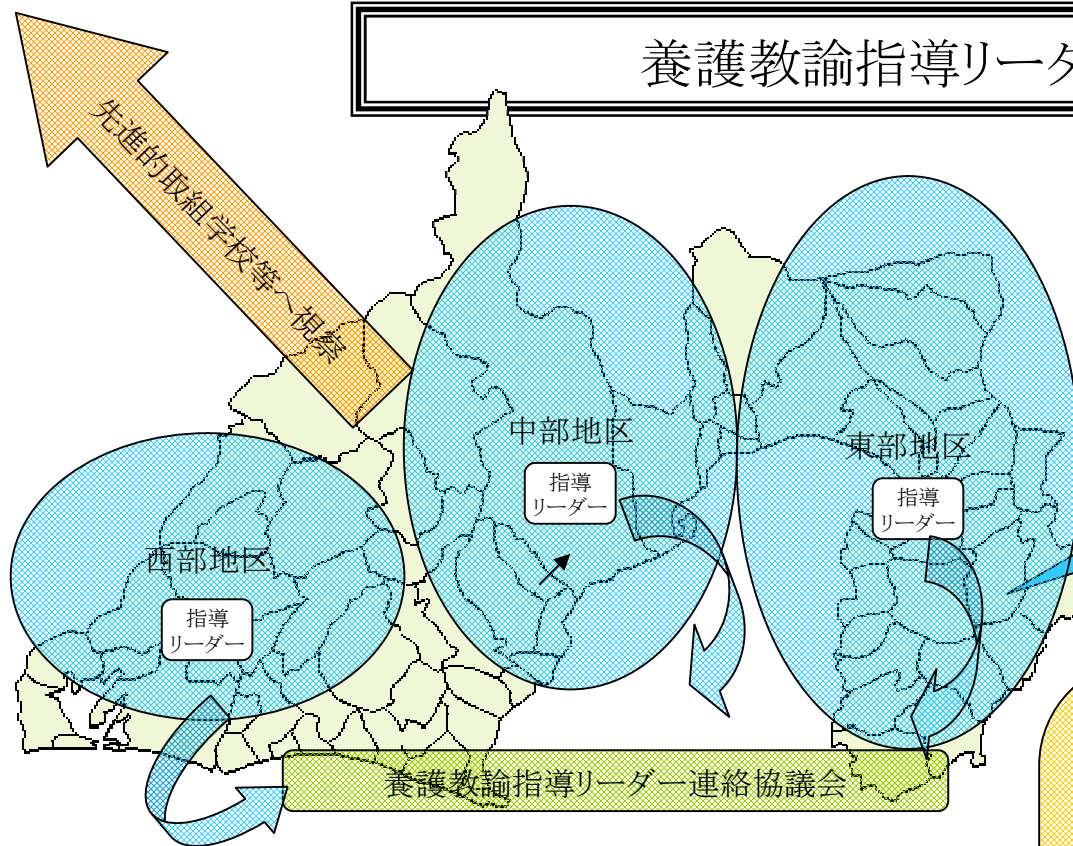 養護教諭指導リーダ
先進的取組学校等へ視察
中部地区
指導
リーダー
東部地区
指導
リーダー
西部地区
指導
リーダー
養護教諭指導リーダー連絡協議会